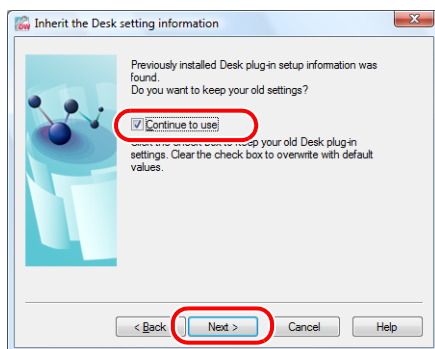 DW Inherit the Desk setting information
Previously installed Desk plug-in setup information was
found.
Do you want to keep your old settings?
Continue to use
Click the check box to keep your old Desk plug-in
settings. Clear the check box to overwrite with default
values.
< Back Next > Cancel Help